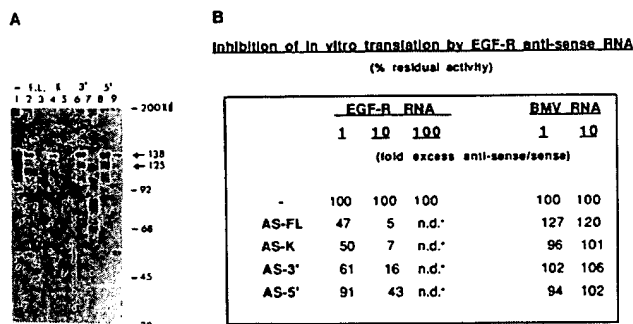 A
B
Inhibition of in vitro translation by EGF-R anti-sense RNA
(% residual activity)
– F.L. K 3' 5'
1 2 3 4 5 6 7 8 9
– 200 kd
← 138
← 125
– 92
– 68
– 45
EGF-R RNA BMV RNA
1 10 100 1 10
(fold excess anti-sense/sense)
- 100 100 100 100 100
AS-FL 47 5 n.d.* 127 120
AS-K 50 7 n.d.* 96 101
AS-3' 61 16 n.d.* 102 106
AS-5' 91 43 n.d.* 94 102